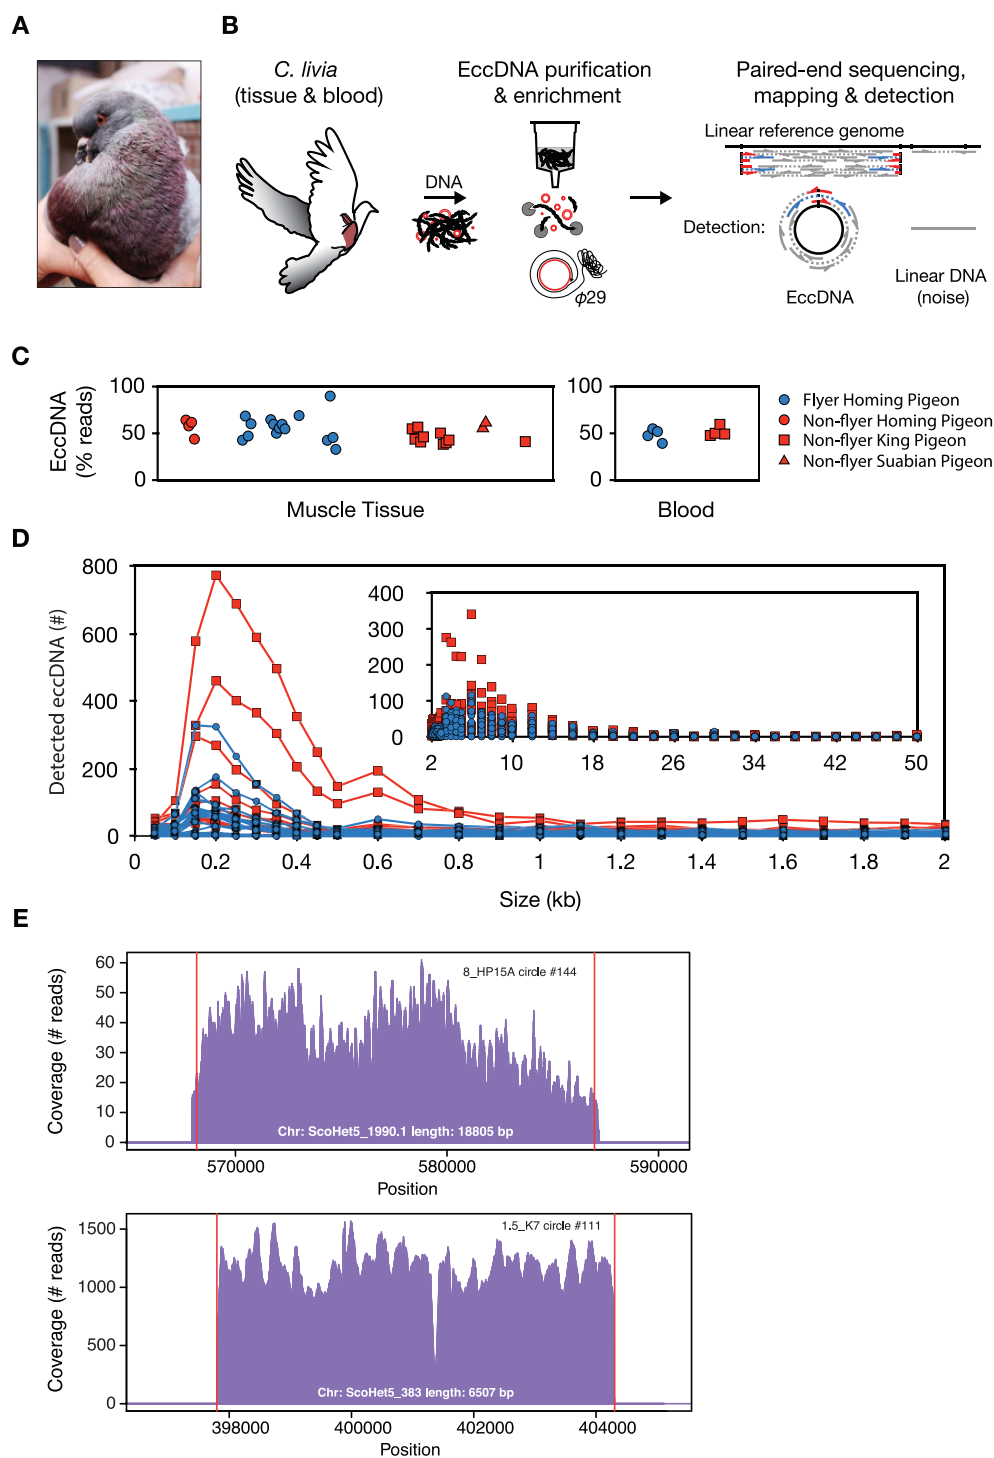 A
B
C. livia
(tissue & blood)
EccDNA purification
& enrichment
Paired-end sequencing,
mapping & detection
Linear reference genome
DNA
Detection:
ϕ29
EccDNA
Linear DNA
(noise)
C
EccDNA
(% reads)
100
50
0
100
50
0
Muscle Tissue
Blood
Flyer Homing Pigeon
Non-flyer Homing Pigeon
Non-flyer King Pigeon
Non-flyer Suabian Pigeon
D
Detected eccDNA (#)
800
600
400
200
0
400
300
200
100
0
2 10 18 26 34 42 50
0 0.2 0.4 0.6 0.8 1 1.2 1.4 1.6 1.8 2
Size (kb)
E
Coverage (# reads)
60
50
40
30
20
10
0
8_HP15A circle #144
Chr: ScoHet5_1990.1 length: 18805 bp
570000 580000 590000
Position
Coverage (# reads)
1500
1000
500
0
1.5_K7 circle #111
Chr: ScoHet5_383 length: 6507 bp
398000 400000 402000 404000
Position